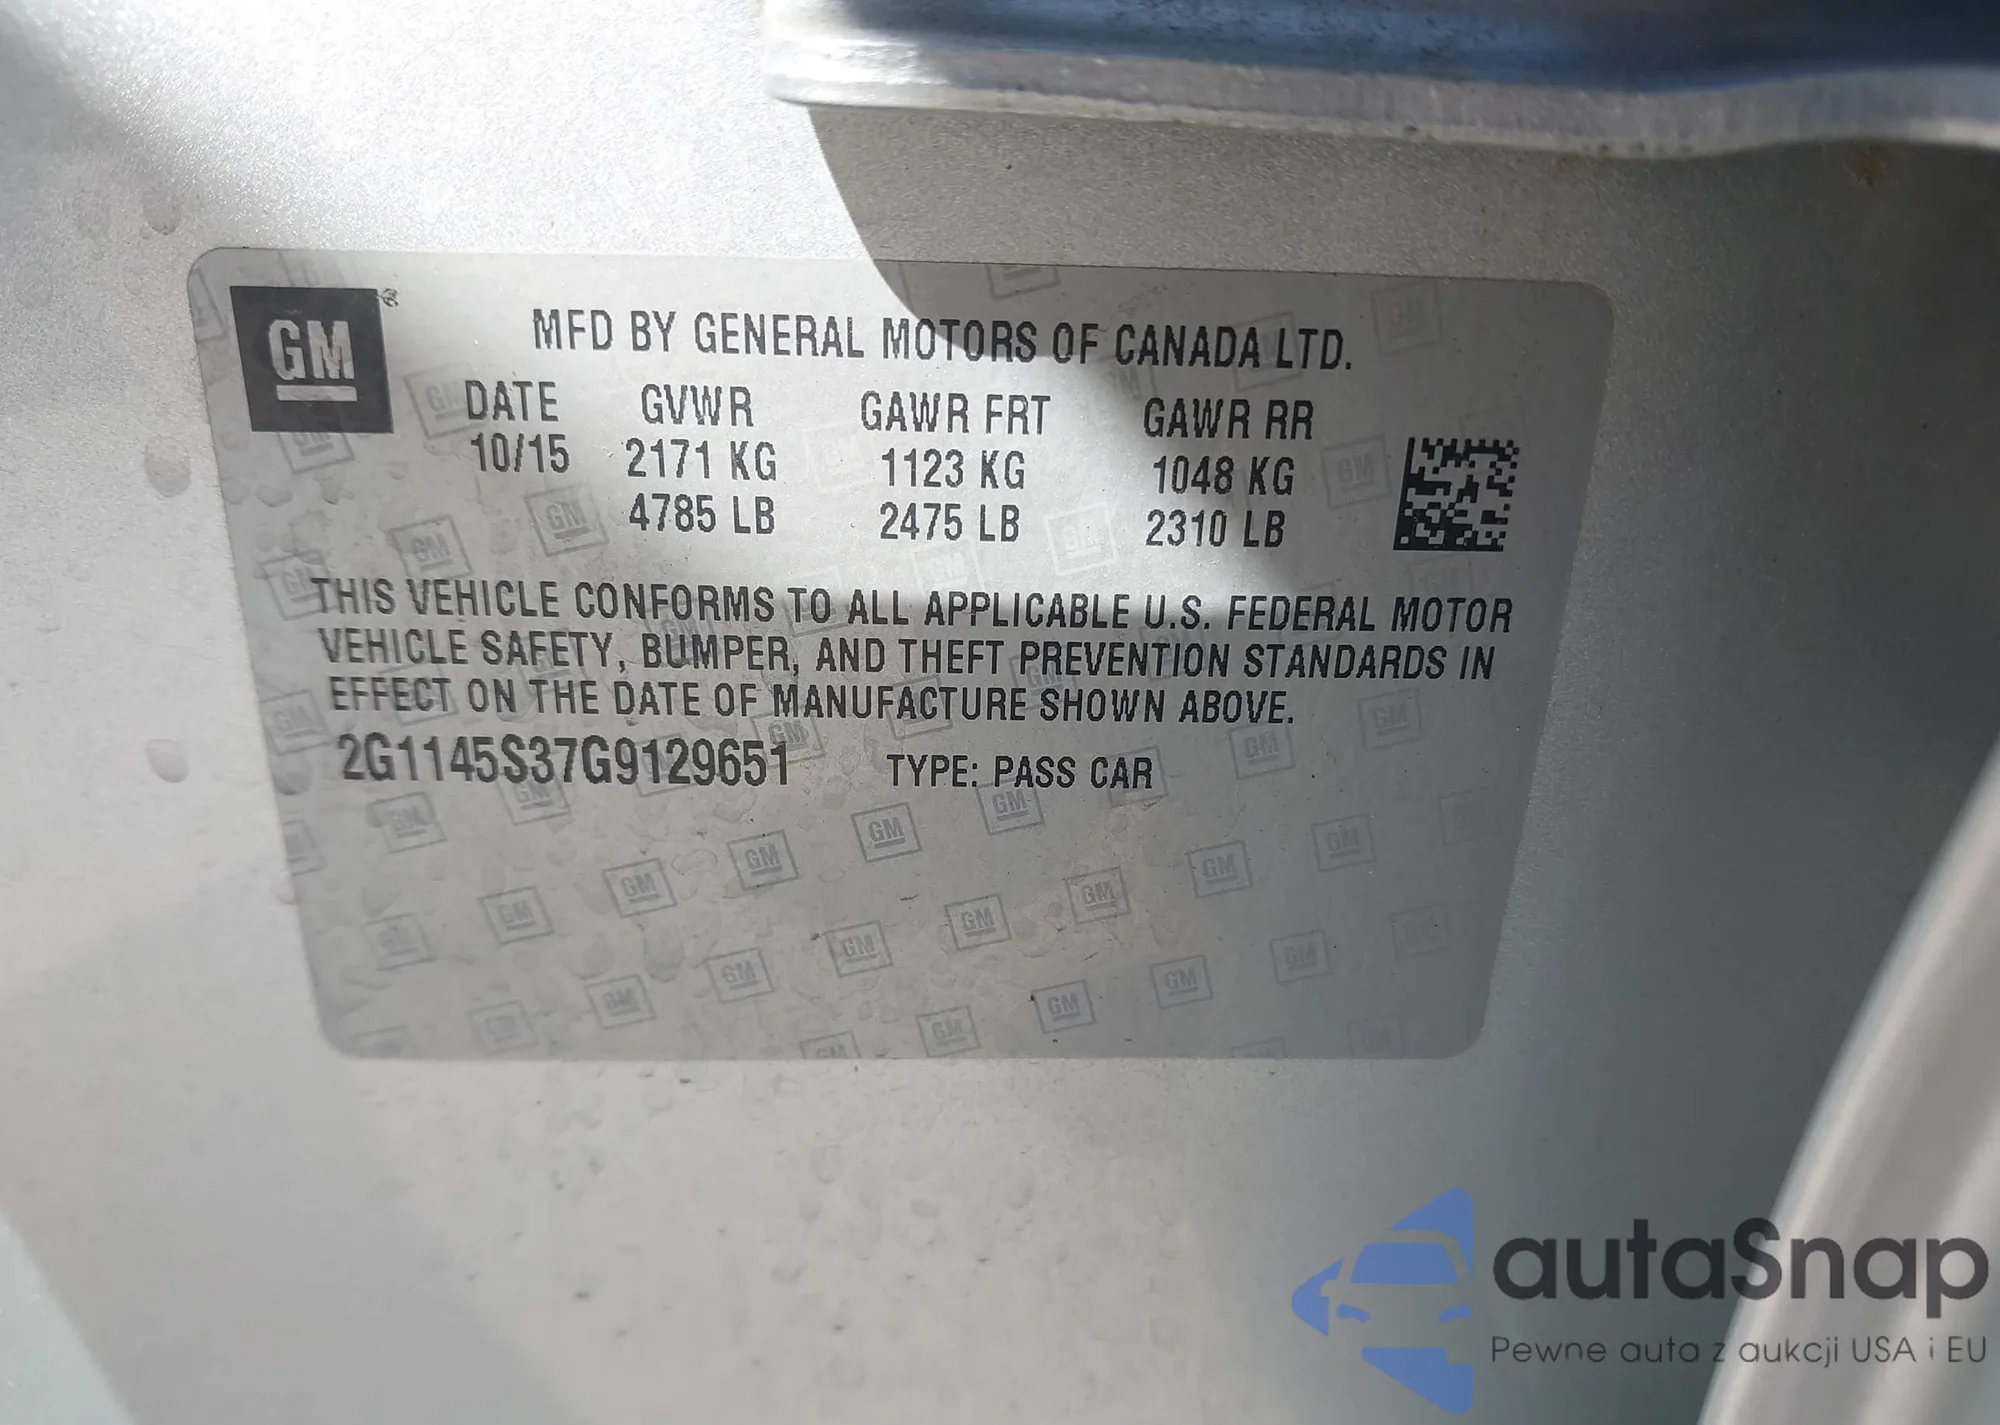 GM ®
MFD BY GENERAL MOTORS OF CANADA LTD.
DATE GVWR GAWR FRT GAWR RR
10/15 2171 KG 1123 KG 1048 KG
4785 LB 2475 LB 2310 LB
THIS VEHICLE CONFORMS TO ALL APPLICABLE U.S. FEDERAL MOTOR
VEHICLE SAFETY, BUMPER, AND THEFT PREVENTION STANDARDS IN
EFFECT ON THE DATE OF MANUFACTURE SHOWN ABOVE.
2G1145S37G9129651 TYPE: PASS CAR
autaSnap
Pewne auta z aukcji USA i EU